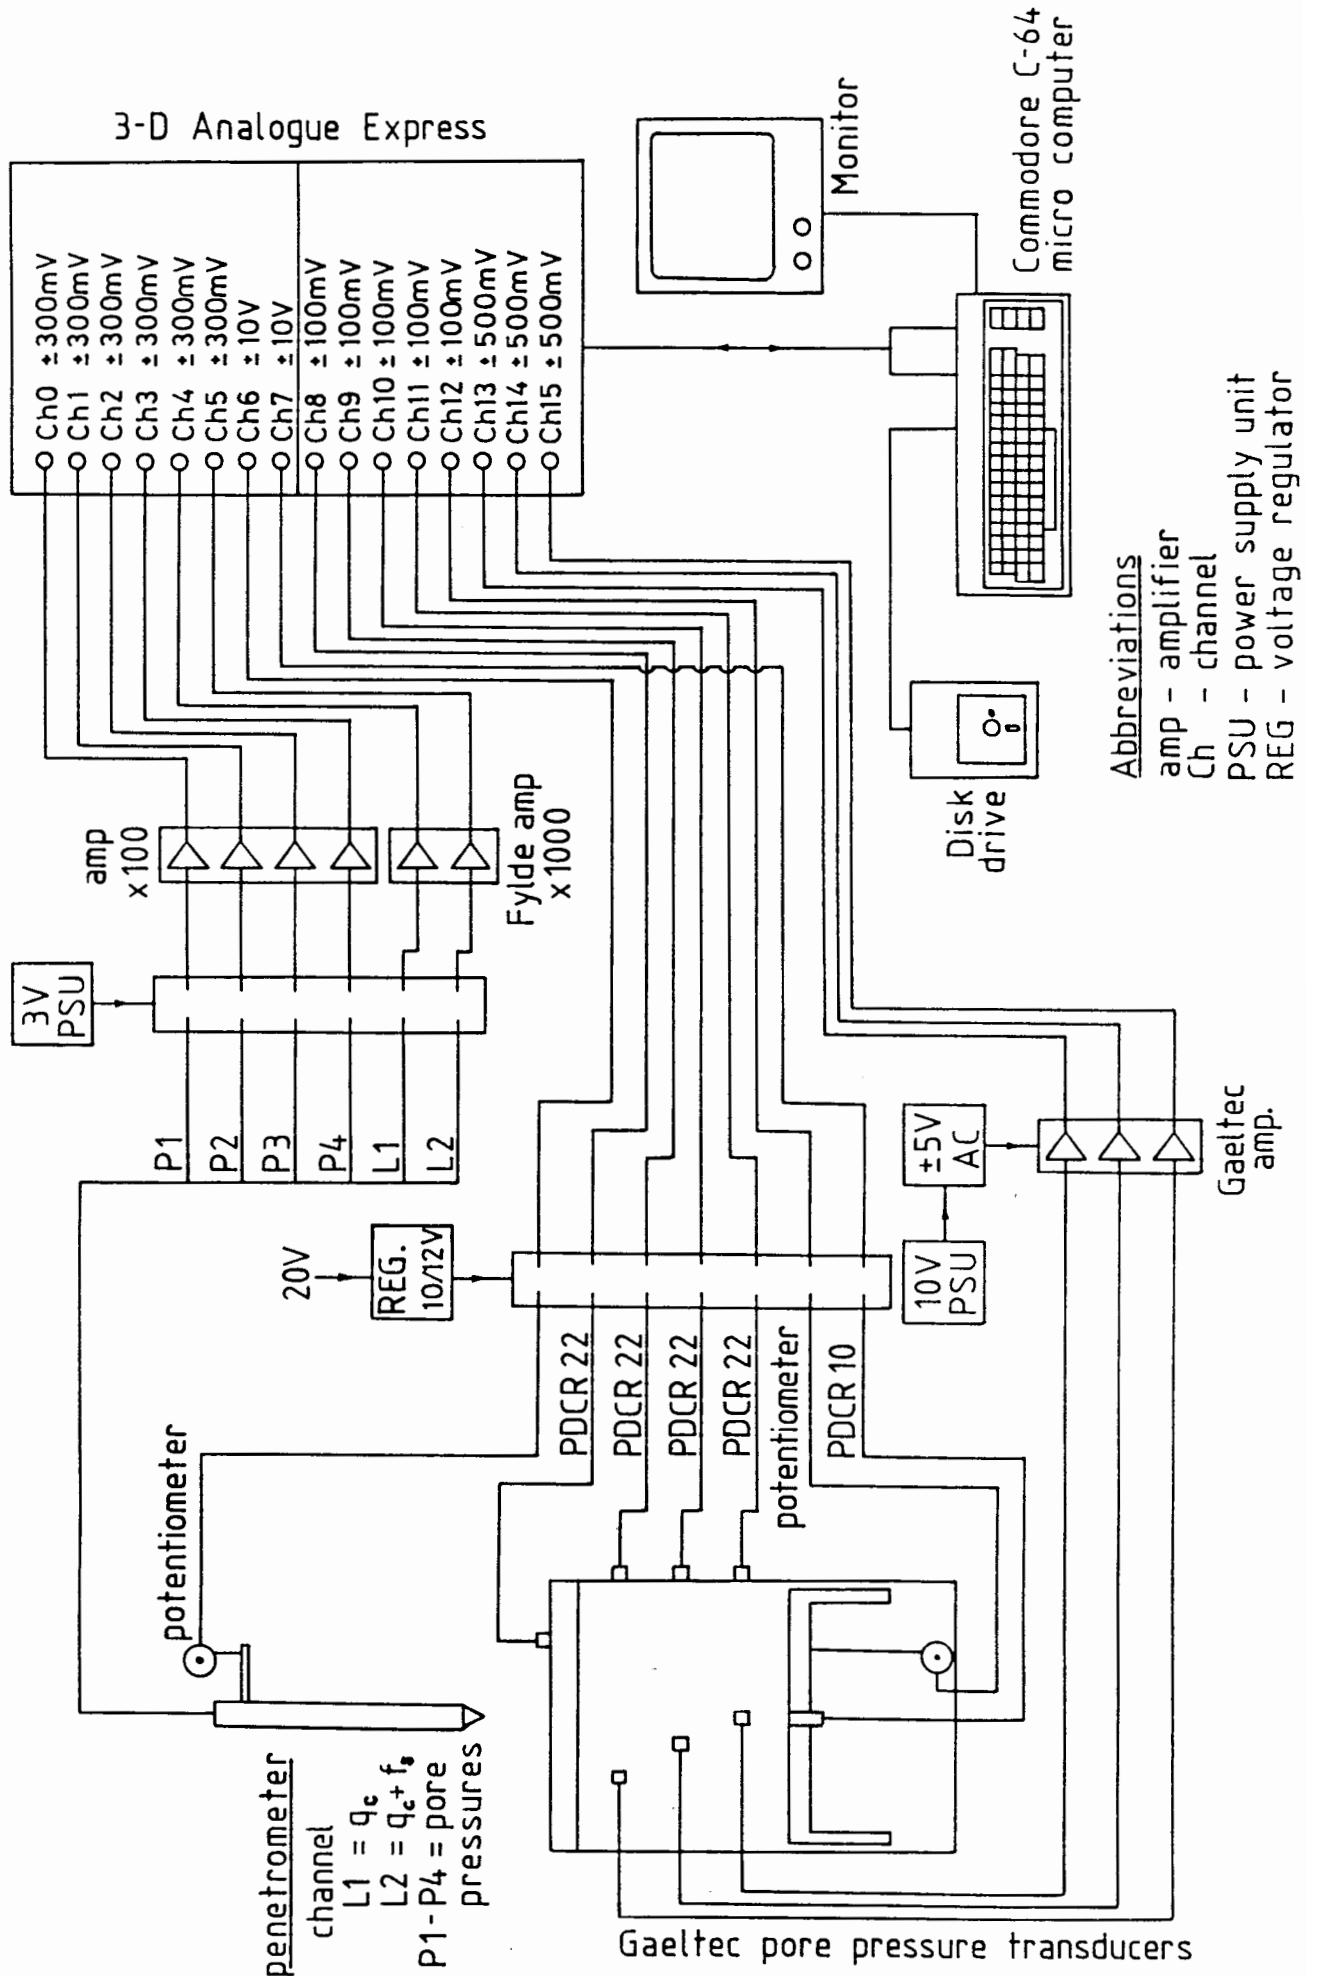 3-D Analogue Express
Ch0 ±300mV
Ch1 ±300mV
Ch2 ±300mV
Ch3 ±300mV
Ch4 ±300mV
Ch5 ±300mV
Ch6 ±10V
Ch7 ±10V
Ch8 ±100mV
Ch9 ±100mV
Ch10 ±100mV
Ch11 ±100mV
Ch12 ±100mV
Ch13 ±500mV
Ch14 ±500mV
Ch15 ±500mV
Monitor
Commodore C-64
micro computer
amp
x100
Fylde amp
x1000
3V
PSU
P1
P2
P3
P4
L1
L2
Disk
drive
20V
REG.
10/12V
potentiometer
PDCR 22
PDCR 22
PDCR 22
PDCR 22
potentiometer
PDCR 10
10V
PSU
±5V
AC
Gaeltec
amp.
penetrometer
channel
L1 = qc
L2 = qc+fs
P1-P4 = pore
pressures
Gaeltec pore pressure transducers
Abbreviations
amp - amplifier
Ch - channel
PSU - power supply unit
REG - voltage regulator